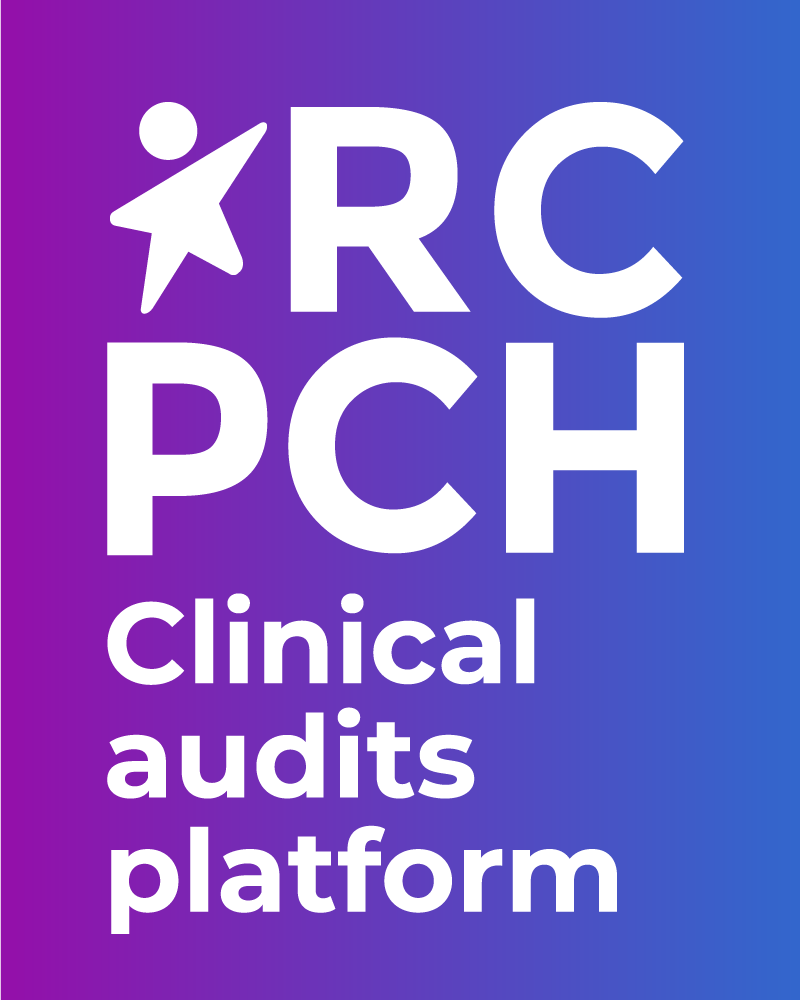 RC
PCH
Clinical
audits
platform